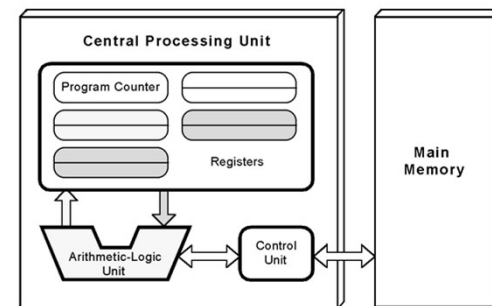 Central Processing Unit
Program Counter
Registers
Main
Memory
Arithmetic-Logic
Unit
Control
Unit